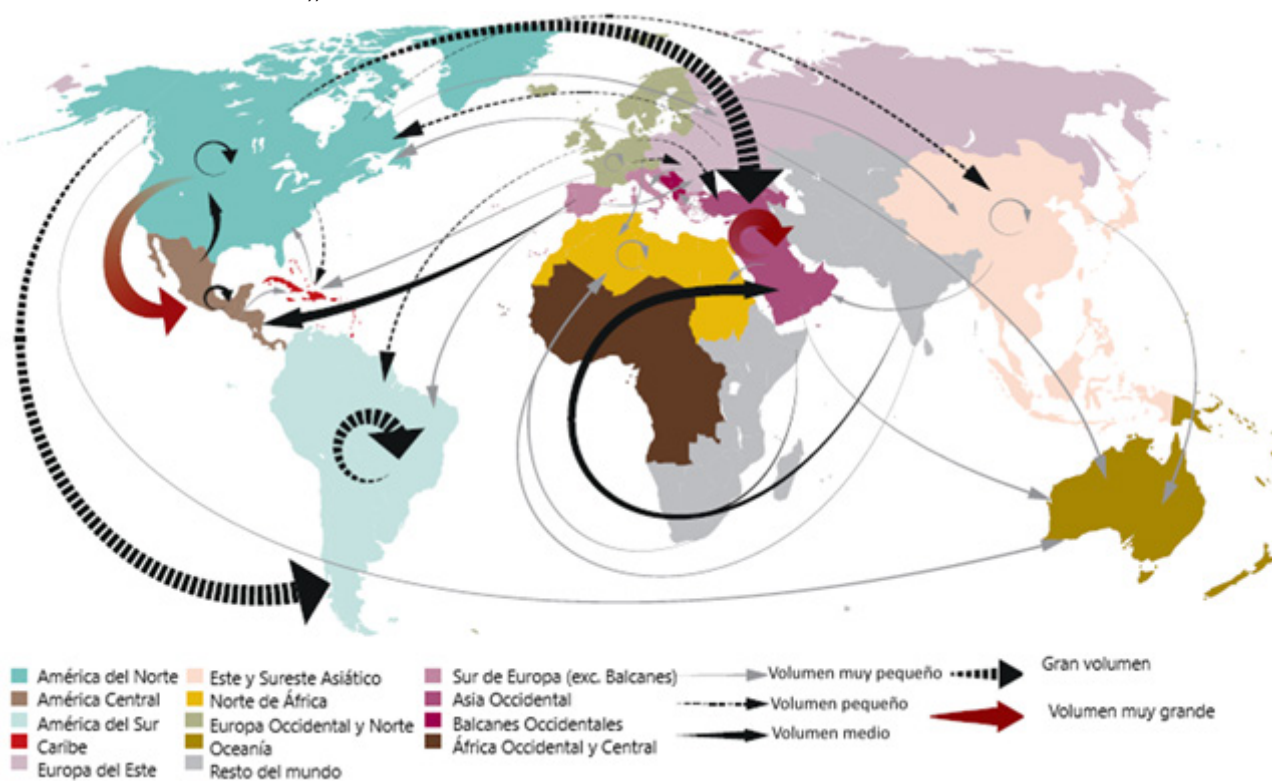 América del Norte
América Central
América del Sur
Caribe
Europa del Este
Este y Sureste Asiático
Norte de África
Europa Occidental y Norte
Oceanía
Resto del mundo
Sur de Europa (exc. Balcanes)
Asia Occidental
Balcanes Occidentales
África Occidental y Central
Volumen muy pequeño
Volumen pequeño
Volumen medio
Gran volumen
Volumen muy grande